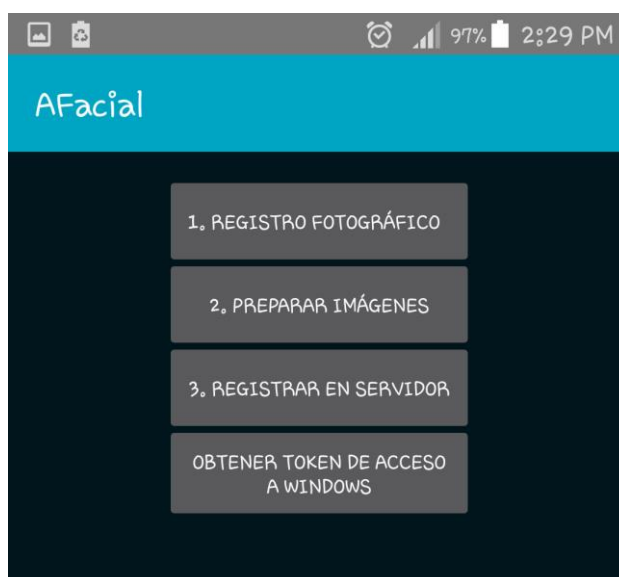 97% 2:29 PM
AFacial
1. REGISTRO FOTOGRÁFICO
2. PREPARAR IMÁGENES
3. REGISTRAR EN SERVIDOR
OBTENER TOKEN DE ACCESO
A WINDOWS